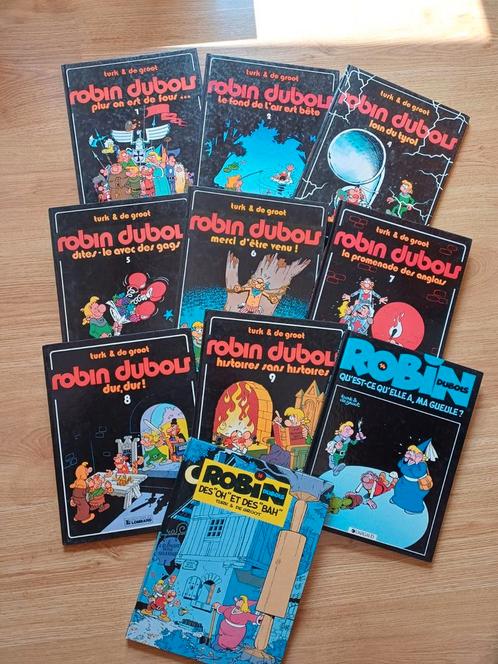 turk & de groot
robin dubois
plus on est de fous ...
1
turk & de groot
robin dubois
le fond de l'air est bête
2
turk & de groot
robin dubois
loin du tyrol
4
turk & de groot
robin dubois
dites-le avec des gags
5
robin dubois
merci d'être venu !
6
turk & de groot
robin dubois
la promenade des anglais
7
turk & de groot
robin dubois
dur, dur !
8
LOMBARD
turk & de groot
robin dubois
histoires sans histoires
9
ROBIN
DUBOIS
QU'EST-CE QU'ELLE A, MA GUEULE ?
turk &
de groot
DARGAUD
ROBIN
DES "OH" ET DES "BAH"
TURK & DE GROOT